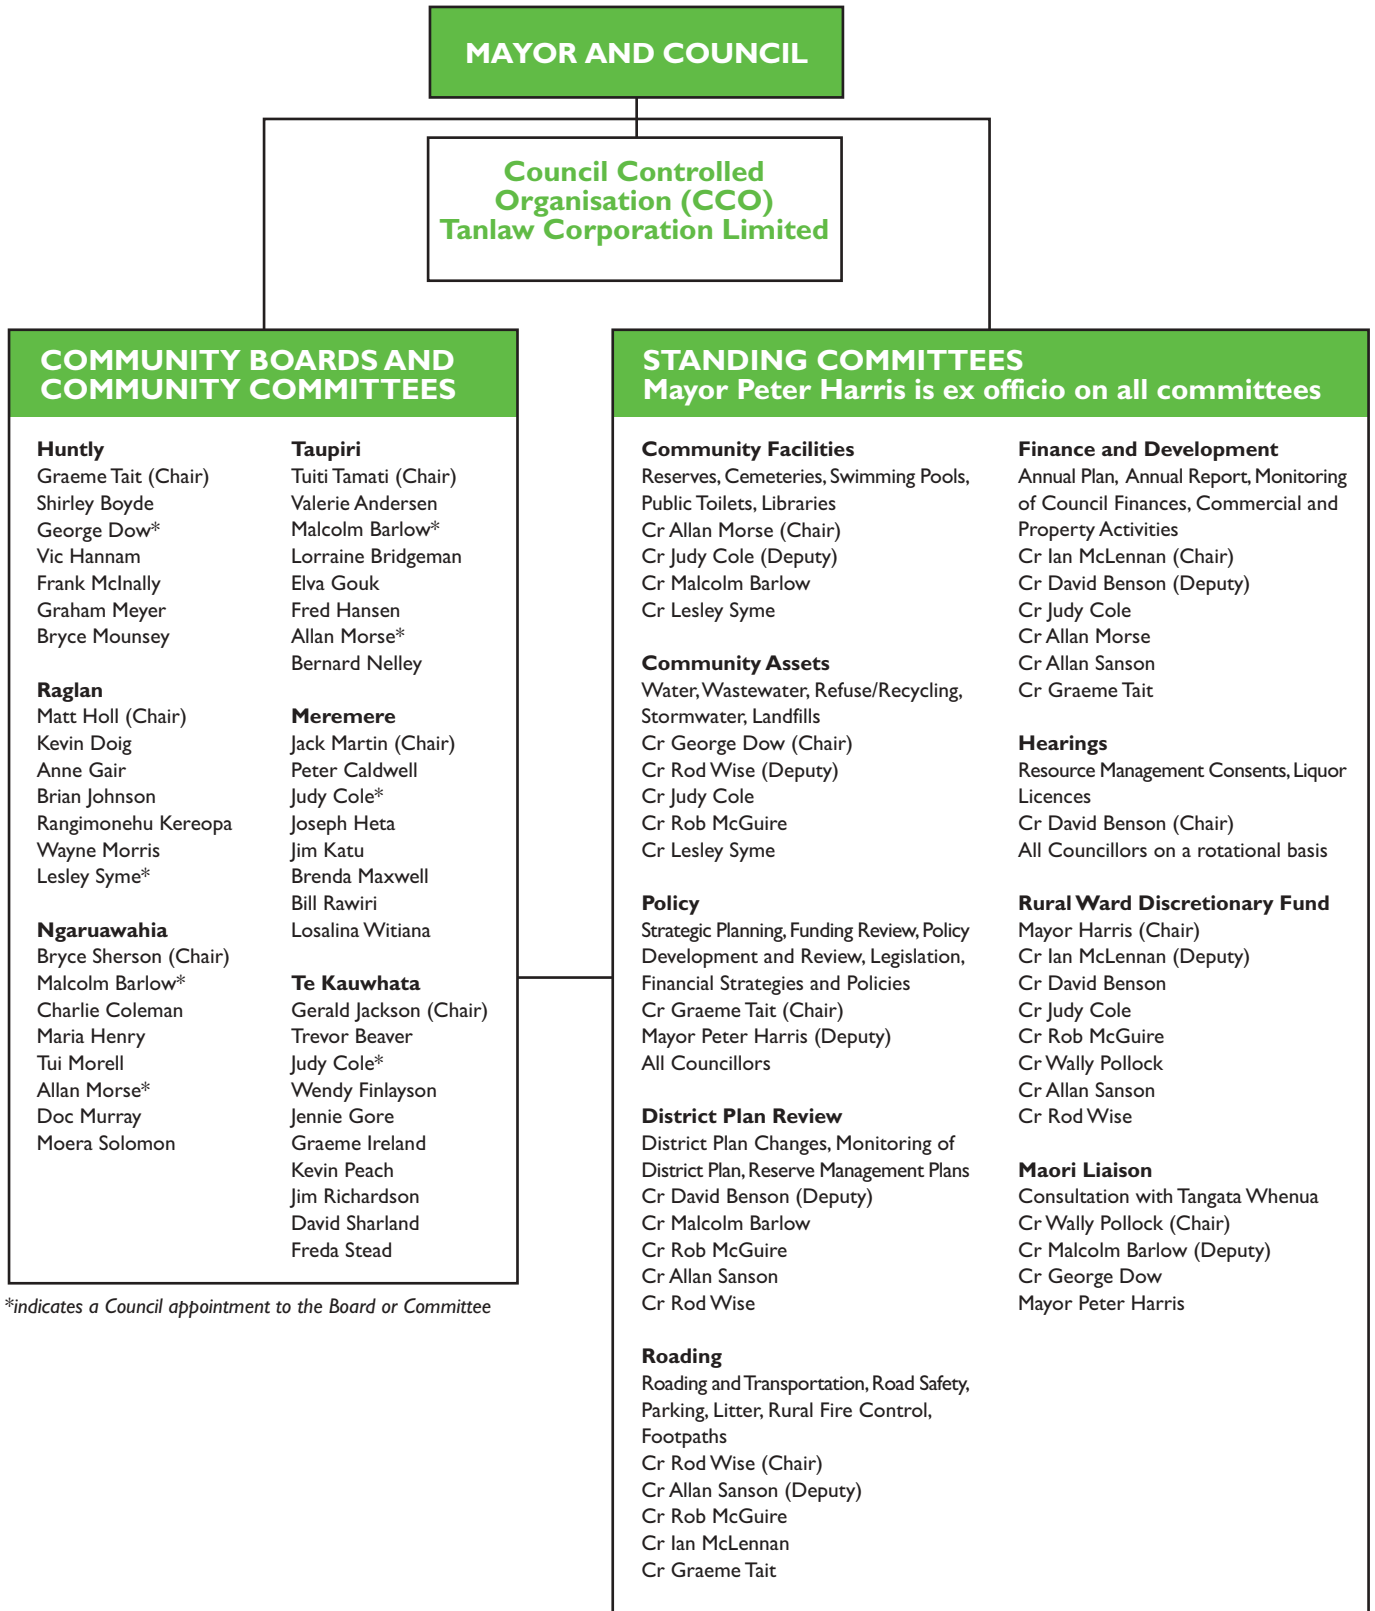 MAYOR AND COUNCIL
Council Controlled
Organisation (CCO)
Tanlaw Corporation Limited
COMMUNITY BOARDS AND
COMMUNITY COMMITTEES
Huntly
Graeme Tait (Chair)
Shirley Boyde
George Dow*
Vic Hannam
Frank McInally
Graham Meyer
Bryce Mounsey
Raglan
Matt Holl (Chair)
Kevin Doig
Anne Gair
Brian Johnson
Rangimonehu Kereopa
Wayne Morris
Lesley Syme*
Ngaruawahia
Bryce Sherson (Chair)
Malcolm Barlow*
Charlie Coleman
Maria Henry
Tui Morell
Allan Morse*
Doc Murray
Moera Solomon
Taupiri
Tuiti Tamati (Chair)
Valerie Andersen
Malcolm Barlow*
Lorraine Bridgeman
Elva Gouk
Fred Hansen
Allan Morse*
Bernard Nelley
Meremere
Jack Martin (Chair)
Peter Caldwell
Judy Cole*
Joseph Heta
Jim Katu
Brenda Maxwell
Bill Rawiri
Losalina Witiana
Te Kauwhata
Gerald Jackson (Chair)
Trevor Beaver
Judy Cole*
Wendy Finlayson
Jennie Gore
Graeme Ireland
Kevin Peach
Jim Richardson
David Sharland
Freda Stead
*indicates a Council appointment to the Board or Committee
STANDING COMMITTEES
Mayor Peter Harris is ex officio on all committees
Community Facilities
Reserves, Cemeteries, Swimming Pools,
Public Toilets, Libraries
Cr Allan Morse (Chair)
Cr Judy Cole (Deputy)
Cr Malcolm Barlow
Cr Lesley Syme
Community Assets
Water, Wastewater, Refuse/Recycling,
Stormwater, Landfills
Cr George Dow (Chair)
Cr Rod Wise (Deputy)
Cr Judy Cole
Cr Rob McGuire
Cr Lesley Syme
Policy
Strategic Planning, Funding Review, Policy
Development and Review, Legislation,
Financial Strategies and Policies
Cr Graeme Tait (Chair)
Mayor Peter Harris (Deputy)
All Councillors
District Plan Review
District Plan Changes, Monitoring of
District Plan, Reserve Management Plans
Cr David Benson (Deputy)
Cr Malcolm Barlow
Cr Rob McGuire
Cr Allan Sanson
Cr Rod Wise
Roading
Roading and Transportation, Road Safety,
Parking, Litter, Rural Fire Control,
Footpaths
Cr Rod Wise (Chair)
Cr Allan Sanson (Deputy)
Cr Rob McGuire
Cr Ian McLennan
Cr Graeme Tait
Finance and Development
Annual Plan, Annual Report, Monitoring
of Council Finances, Commercial and
Property Activities
Cr Ian McLennan (Chair)
Cr David Benson (Deputy)
Cr Judy Cole
Cr Allan Morse
Cr Allan Sanson
Cr Graeme Tait
Hearings
Resource Management Consents, Liquor
Licences
Cr David Benson (Chair)
All Councillors on a rotational basis
Rural Ward Discretionary Fund
Mayor Harris (Chair)
Cr Ian McLennan (Deputy)
Cr David Benson
Cr Judy Cole
Cr Rob McGuire
Cr Wally Pollock
Cr Allan Sanson
Cr Rod Wise
Maori Liaison
Consultation with Tangata Whenua
Cr Wally Pollock (Chair)
Cr Malcolm Barlow (Deputy)
Cr George Dow
Mayor Peter Harris